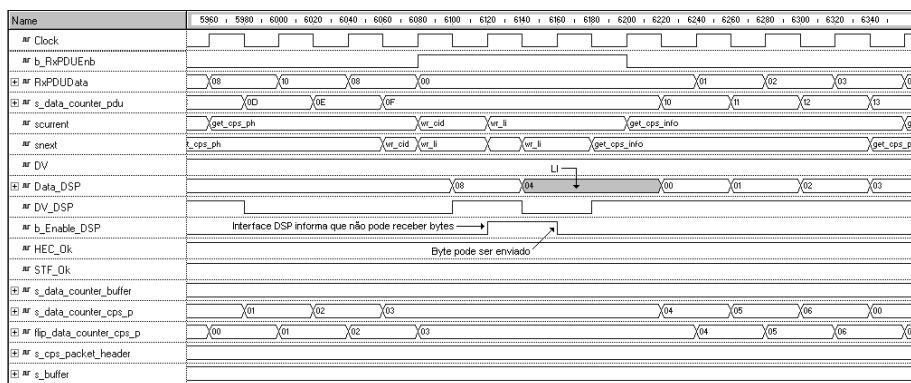 Name 5960 5980 6000 6020 6040 6060 6080 6100 6120 6140 6160 6180 6200 6220 6240 6260 6280 6300 6320 6340
Clock
b_RxPDUEnb
RxPDUData 08 10 08 00 01 02 03
s_data_counter_pdu 0D 0E 0F 10 11 12 13
scurrent get_cps_ph wr_cid wr_li get_cps_info
snext t_cps_ph wr_cid wr_li wr_li get_cps_info get_cps_p
DV
LI
Data_DSP 08 04 00 01 02 03
DV_DSP
b_Enable_DSP Interface DSP informa que não pode receber bytes
HEC_Ok Byte pode ser enviado
STF_Ok
s_data_counter_buffer
s_data_counter_cps_p 01 02 03 04 05 06 00
flip_data_counter_cps_p 00 01 02 03 04 05 06
s_cps_packet_header
s_buffer